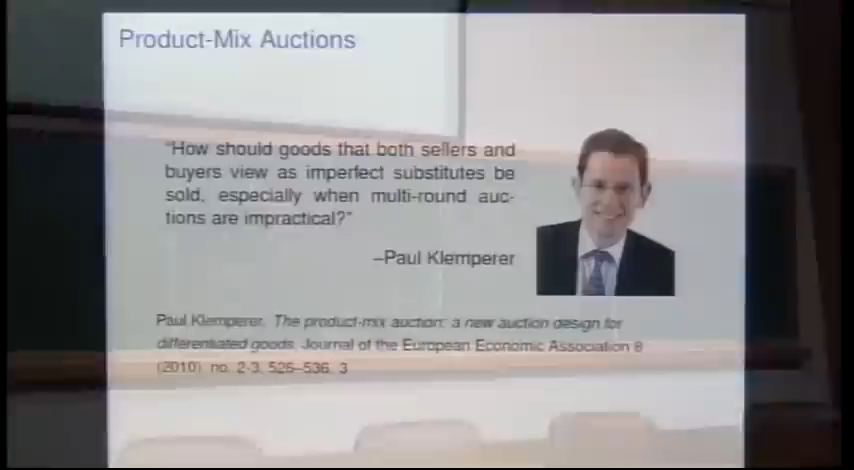 Product-Mix Auctions
"How should goods that both sellers and
buyers view as imperfect substitutes be
sold, especially when multi-round auc-
tions are impractical?"
–Paul Klemperer
Paul Klemperer, The product-mix auction: a new auction design for
differentiated goods, Journal of the European Economic Association 8
(2010), no. 2-3, 526–536. 3